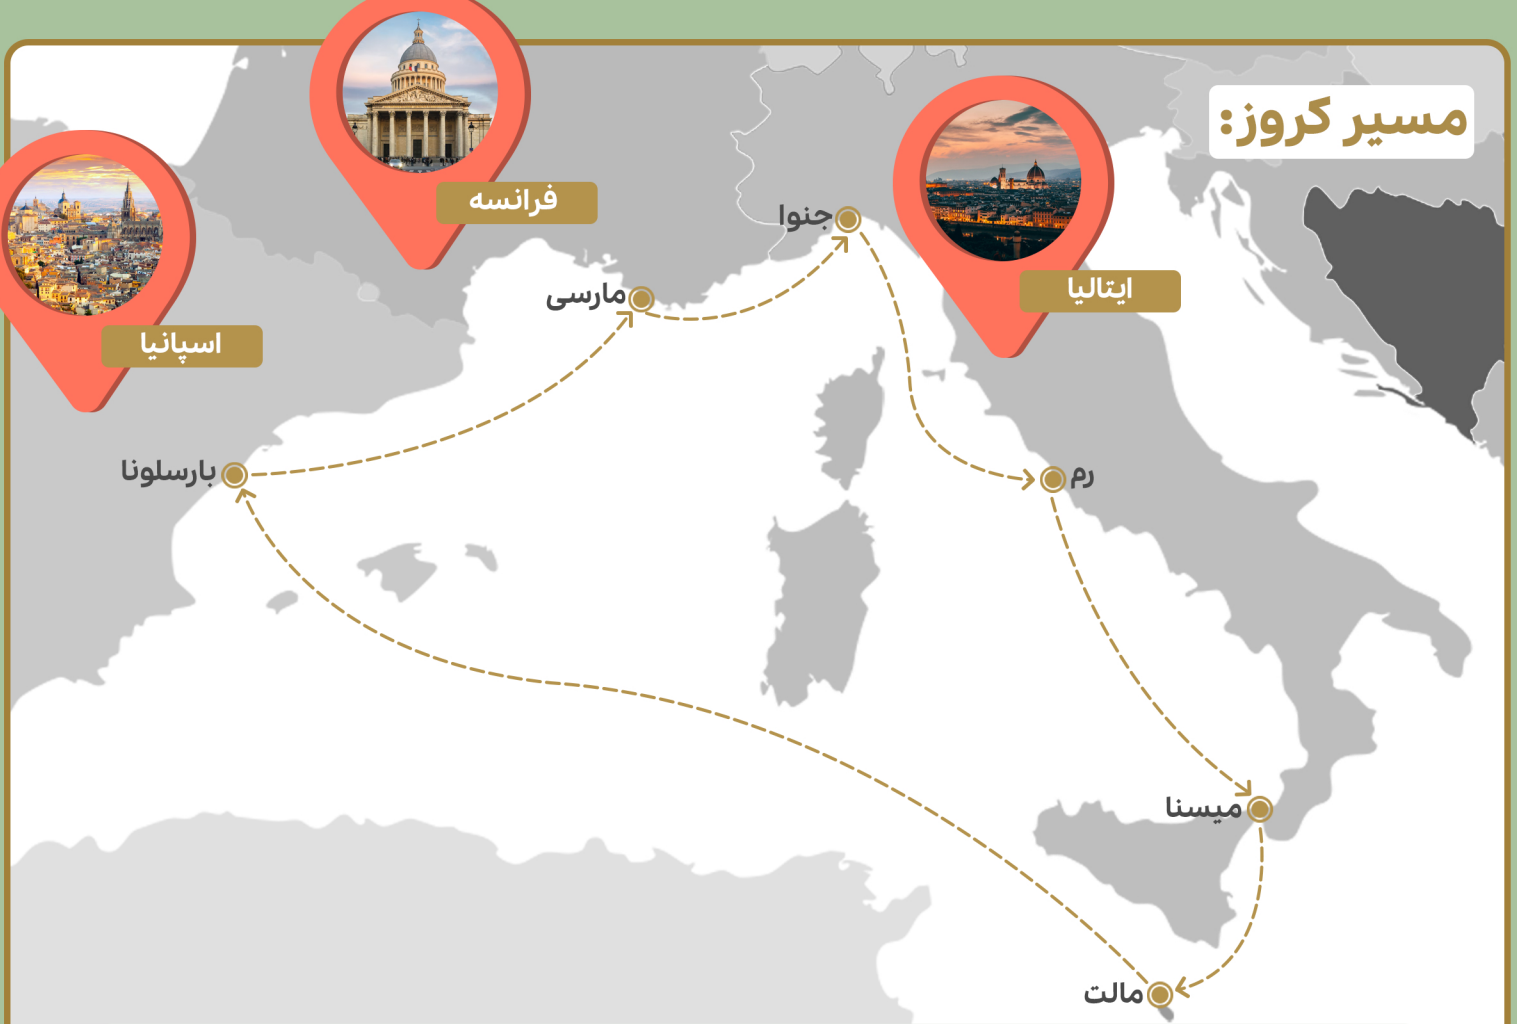 مسیر کروز:
فرانسه
ایتالیا
اسپانیا
جنوا
مارسی
بارسلونا
رم
میسنا
مالت